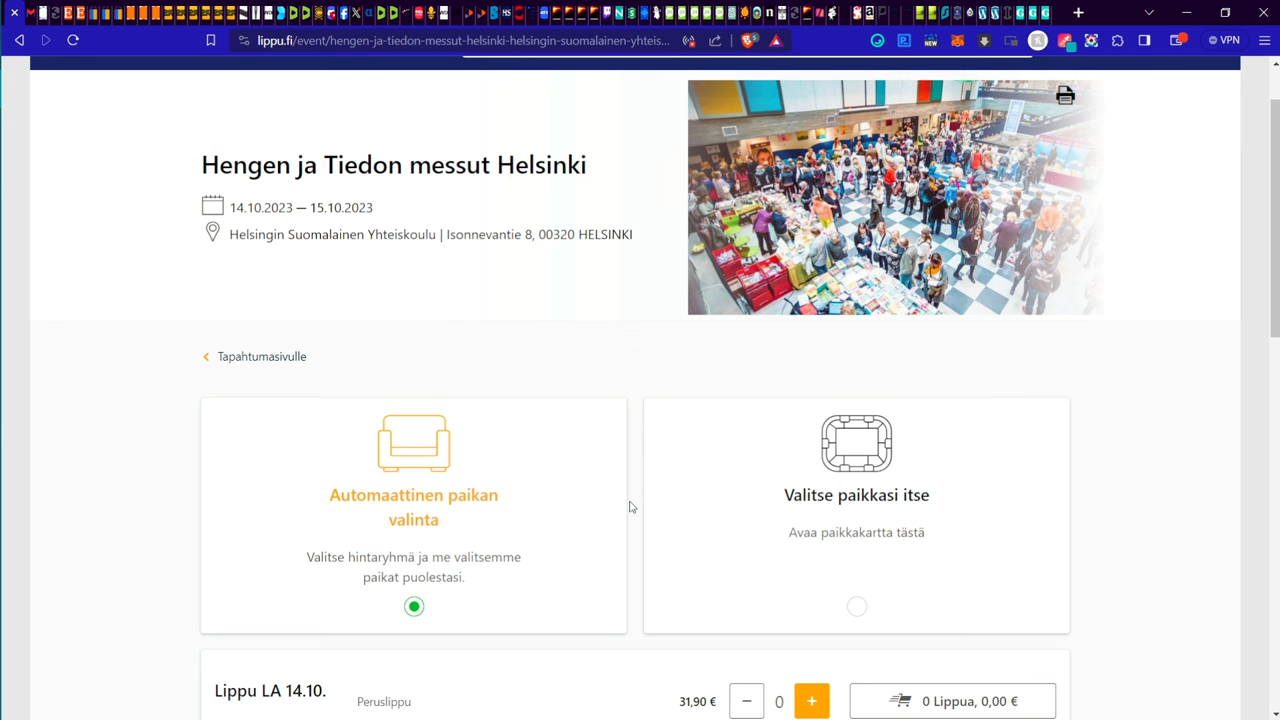 lippu.fi/event/hengen-ja-tiedon-messut-helsinki-helsingin-suomalainen-yhteis...
VPN
Hengen ja Tiedon messut Helsinki
14.10.2023 — 15.10.2023
Helsingin Suomalainen Yhteiskoulu | Isonnevantie 8, 00320 HELSINKI
Tapahtumasivulle
Automaattinen paikan
valinta
Valitse hintaryhmä ja me valitsemme
paikat puolestasi.
Valitse paikkasi itse
Avaa paikkakartta tästä
Lippu LA 14.10.
Peruslippu
31,90 €
− 0 +
0 Lippua, 0,00 €